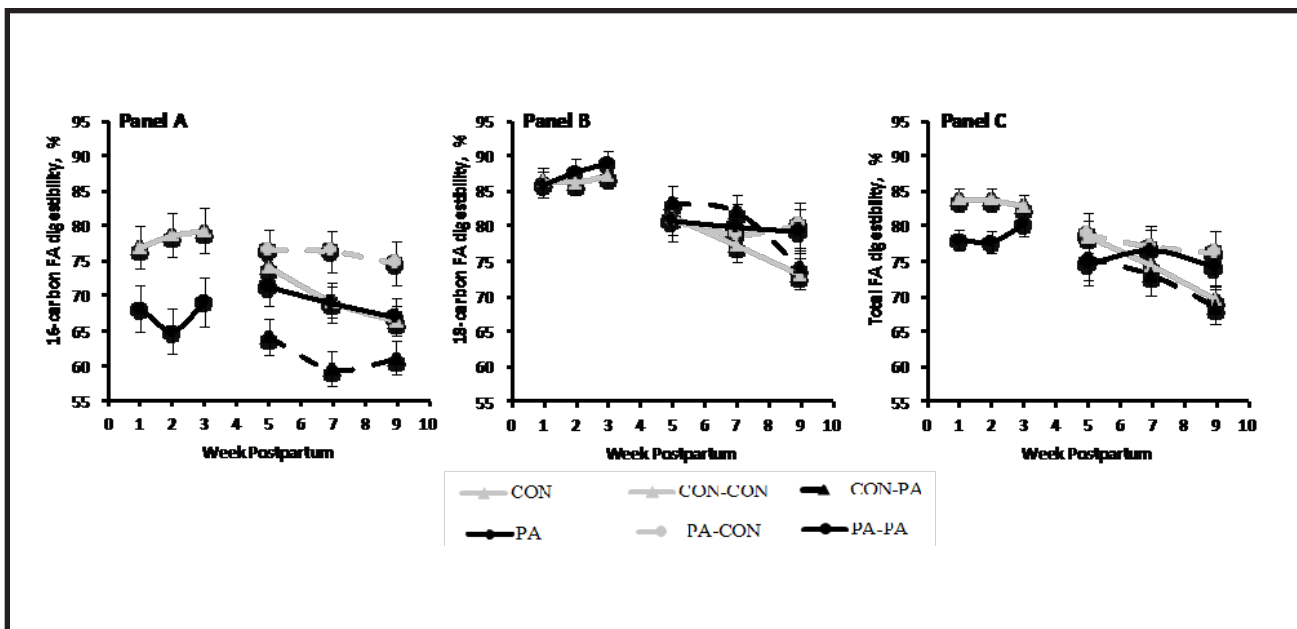 Panel A
16-carbon FA digestibility, %
95
90
85
80
75
70
65
60
55
0 1 2 3 4 5 6 7 8 9 10
Week Postpartum
Panel B
18-carbon FA digestibility, %
95
90
85
80
75
70
65
60
55
0 1 2 3 4 5 6 7 8 9 10
Week Postpartum
Panel C
Total FA digestibility, %
95
90
85
80
75
70
65
60
55
0 1 2 3 4 5 6 7 8 9 10
Week Postpartum
CON CON-CON CON-PA
PA PA-CON PA-PA